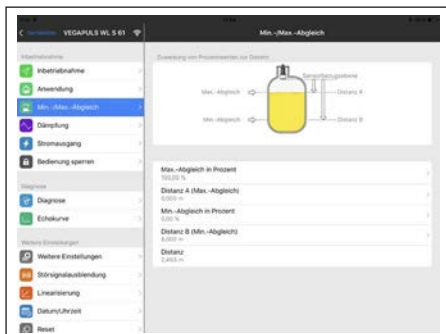 VEGAPULS WL S 61
Min.-/Max.-Abgleich
Inbetriebnahme
Inbetriebnahme
Anwendung
Min.-/Max.-Abgleich
Dämpfung
Stromausgang
Bedienung sperren
Diagnose
Diagnose
Echokurve
Weitere Einstellungen
Weitere Einstellungen
Störsignalausblendung
Linearisierung
Datum/Uhrzeit
Reset
Zuweisung von Prozentwerten zur Distanz
Sensorbezugsebene
Max.-Abgleich
Distanz A
Min.-Abgleich
Distanz B
Max.-Abgleich in Prozent
100,00 %
Distanz A (Max.-Abgleich)
0,000 m
Min.-Abgleich in Prozent
0,00 %
Distanz B (Min.-Abgleich)
8,000 m
Distanz